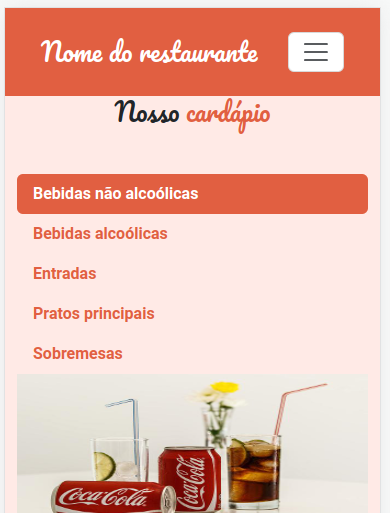 Nome do restaurante
Nosso cardápio
Bebidas não alcoólicas
Bebidas alcoólicas
Entradas
Pratos principais
Sobremesas
Coca-Cola
Coca-Cola